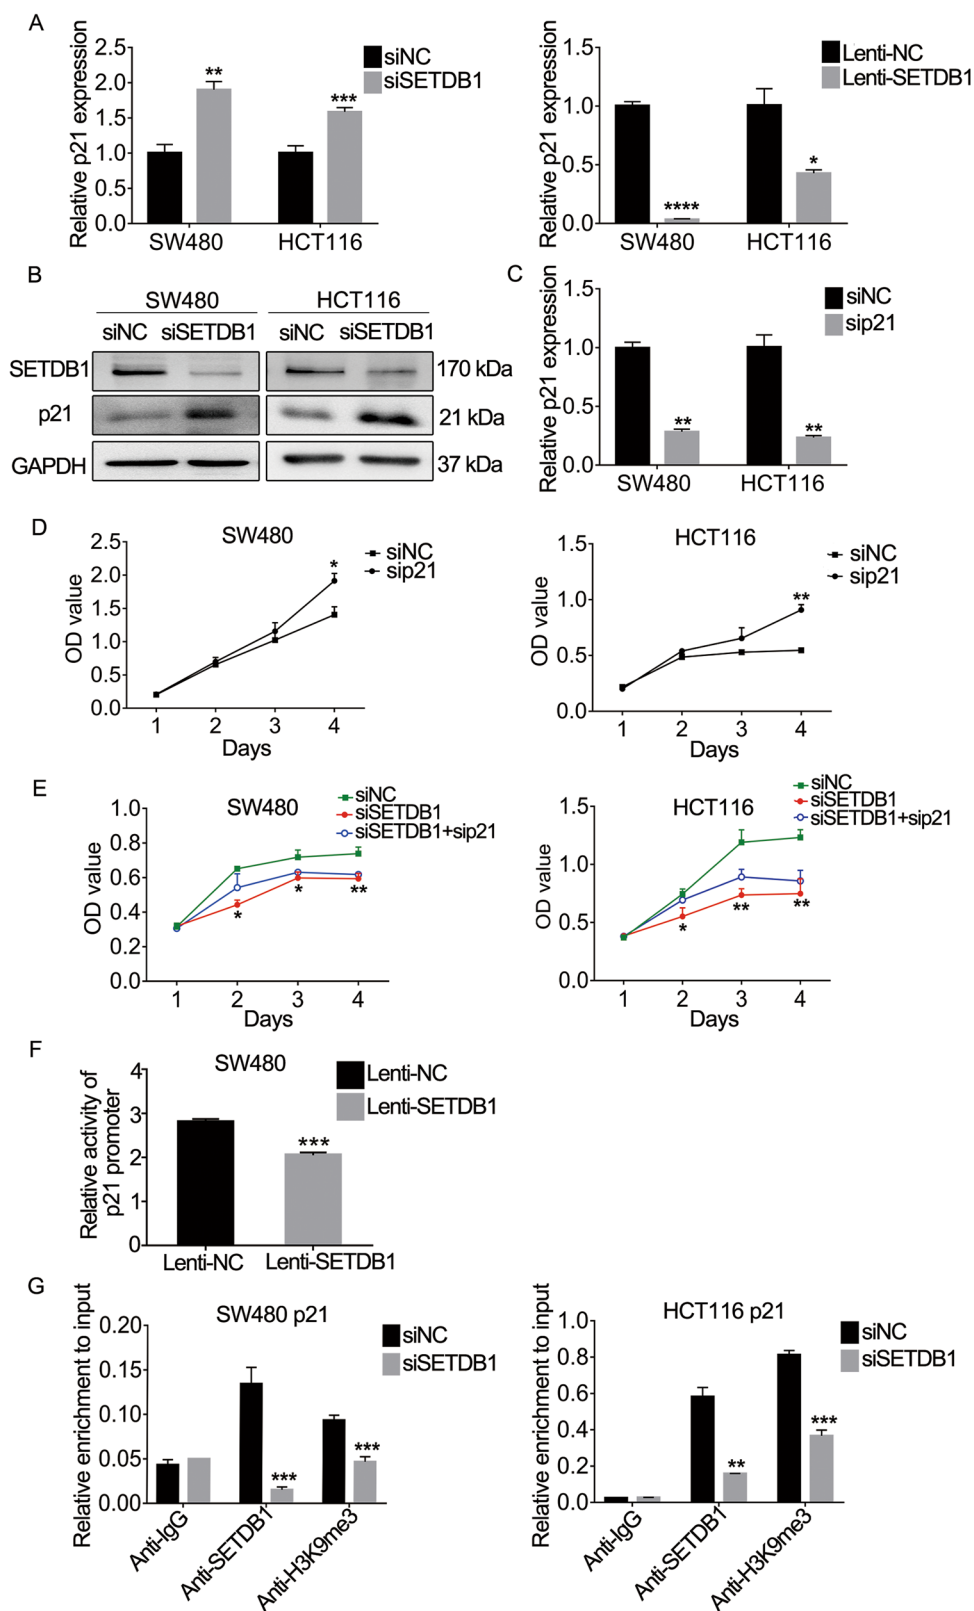 A
Relative p21 expression
2.5
2.0
1.5
1.0
0.5
0.0
**
***
SW480
HCT116
siNC
siSETDB1
Relative p21 expression
1.5
1.0
0.5
0.0
****
*
SW480
HCT116
Lenti-NC
Lenti-SETDB1
B
SW480
HCT116
siNC siSETDB1
siNC siSETDB1
SETDB1
170 kDa
p21
21 kDa
GAPDH
37 kDa
C
Relative p21 expression
1.5
1.0
0.5
0.0
**
**
SW480
HCT116
siNC
sip21
D
SW480
OD value
2.5
2.0
1.5
1.0
0.5
0.0
*
1 2 3 4
Days
siNC
sip21
HCT116
OD value
1.5
1.0
0.5
0.0
**
1 2 3 4
Days
siNC
sip21
E
SW480
OD value
1.0
0.8
0.6
0.4
0.2
0.0
* * **
1 2 3 4
Days
siNC
siSETDB1
siSETDB1+sip21
HCT116
OD value
1.5
1.0
0.5
0.0
* ** **
1 2 3 4
Days
siNC
siSETDB1
siSETDB1+sip21
F
SW480
Relative activity of
p21 promoter
4
3
2
1
0
***
Lenti-NC Lenti-SETDB1
Lenti-NC
Lenti-SETDB1
G
SW480 p21
Relative enrichment to input
0.20
0.15
0.10
0.05
0.00
***
***
Anti-IgG
Anti-SETDB1
Anti-H3K9me3
siNC
siSETDB1
HCT116 p21
Relative enrichment to input
1.0
0.8
0.6
0.4
0.2
0.0
**
***
Anti-IgG
Anti-SETDB1
Anti-H3K9me3
siNC
siSETDB1